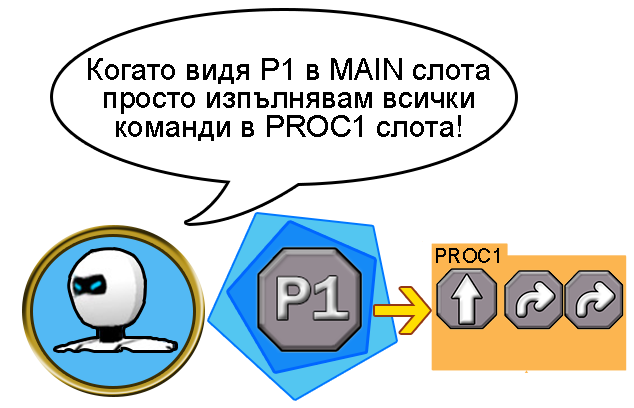 Когато видя P1 в MAIN слота
просто изпълнявам всички
команди в PROC1 слота!
P1
PROC1